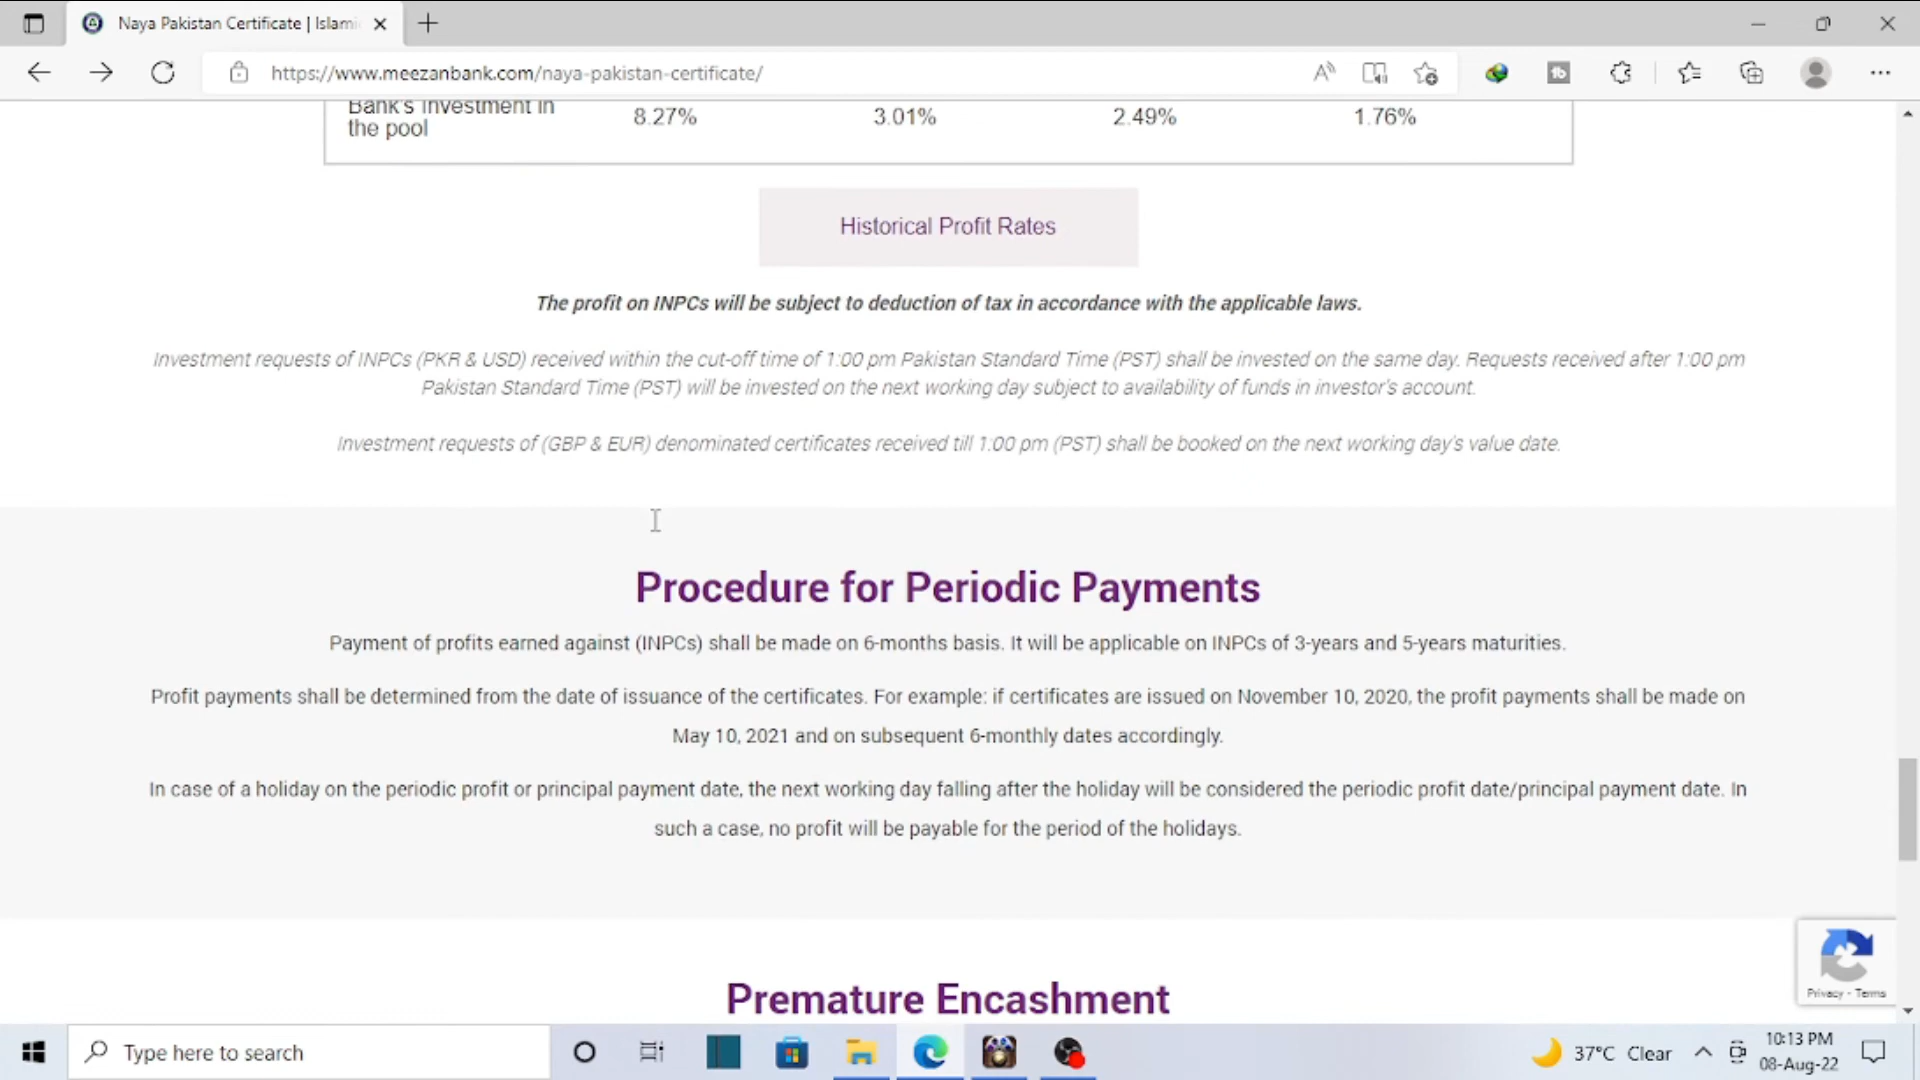 Naya Pakistan Certificate | Islami
https://www.meezanbank.com/naya-pakistan-certificate/
Bank's Investment in
the pool
8.27% 3.01% 2.49% 1.76%
Historical Profit Rates
The profit on INPCs will be subject to deduction of tax in accordance with the applicable laws.
Investment requests of INPCs (PKR & USD) received within the cut-off time of 1:00 pm Pakistan Standard Time (PST) shall be invested on the same day. Requests received after 1:00 pm
Pakistan Standard Time (PST) will be invested on the next working day subject to availability of funds in investor's account.
Investment requests of (GBP & EUR) denominated certificates received till 1:00 pm (PST) shall be booked on the next working day's value date.
Procedure for Periodic Payments
Payment of profits earned against (INPCs) shall be made on 6-months basis. It will be applicable on INPCs of 3-years and 5-years maturities.
Profit payments shall be determined from the date of issuance of the certificates. For example: if certificates are issued on November 10, 2020, the profit payments shall be made on
May 10, 2021 and on subsequent 6-monthly dates accordingly.
In case of a holiday on the periodic profit or principal payment date, the next working day falling after the holiday will be considered the periodic profit date/principal payment date. In
such a case, no profit will be payable for the period of the holidays.
Privacy - Terms
Premature Encashment
Type here to search
37°C Clear
10:13 PM
08-Aug-22